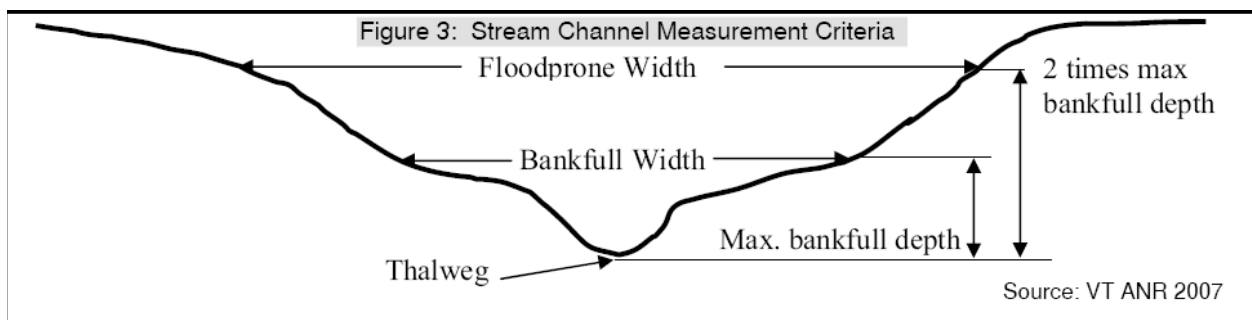 Figure 3:  Stream Channel Measurement Criteria
Floodprone Width
2 times max
bankfull depth
Bankfull Width
Max. bankfull depth
Thalweg
Source: VT ANR 2007